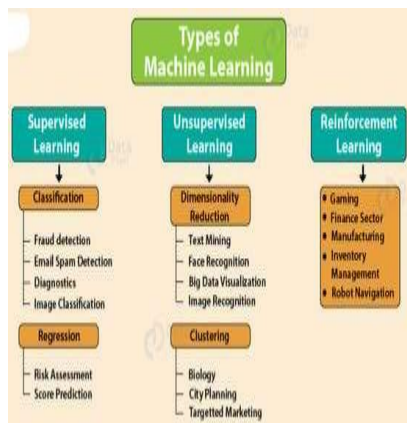 Types of
Machine Learning
Supervised
Learning
Classification
Fraud detection
Email Spam Detection
Diagnostics
Image Classification
Regression
Risk Assessment
Score Prediction
Unsupervised
Learning
Dimensionality
Reduction
Text Mining
Face Recognition
Big Data Visualization
Image Recognition
Clustering
Biology
City Planning
Targetted Marketing
Reinforcement
Learning
• Gaming
• Finance Sector
• Manufacturing
• Inventory
Management
• Robot Navigation